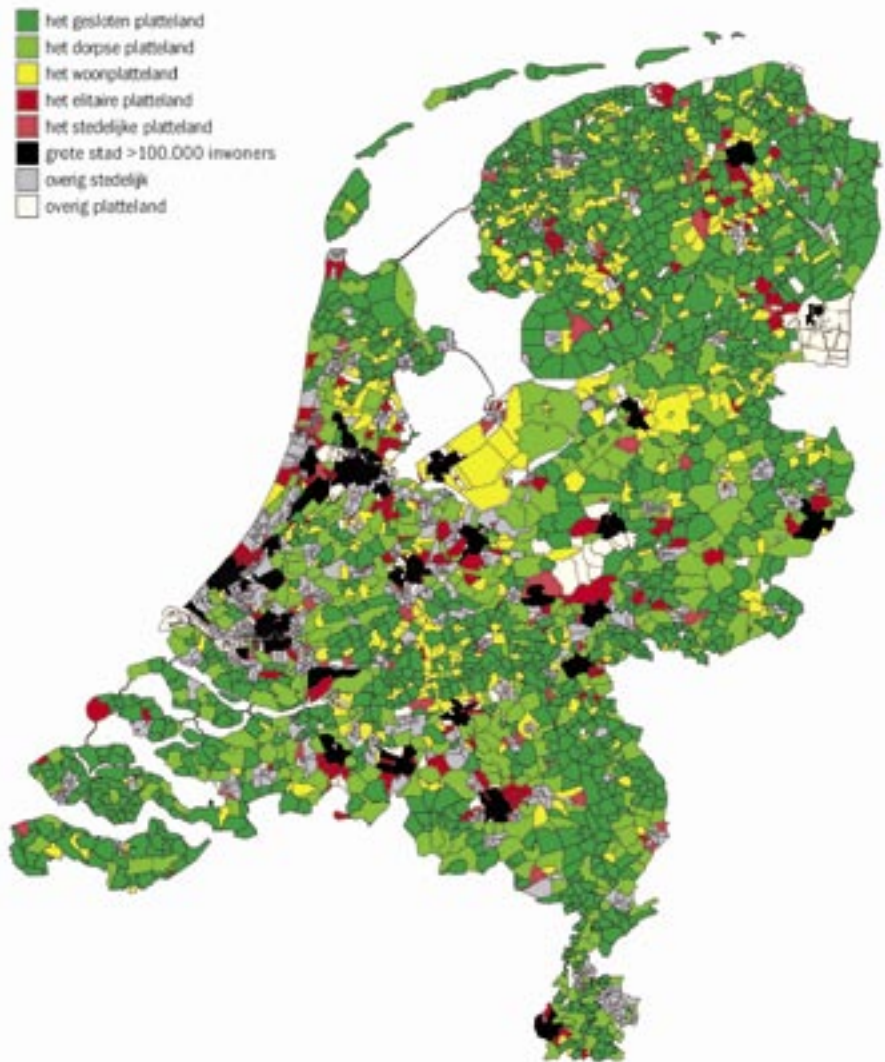 het gesloten platteland
het dorpse platteland
het woonplatteland
het elitaire platteland
het stedelijke platteland
grote stad >100.000 inwoners
overig stedelijk
overig platteland